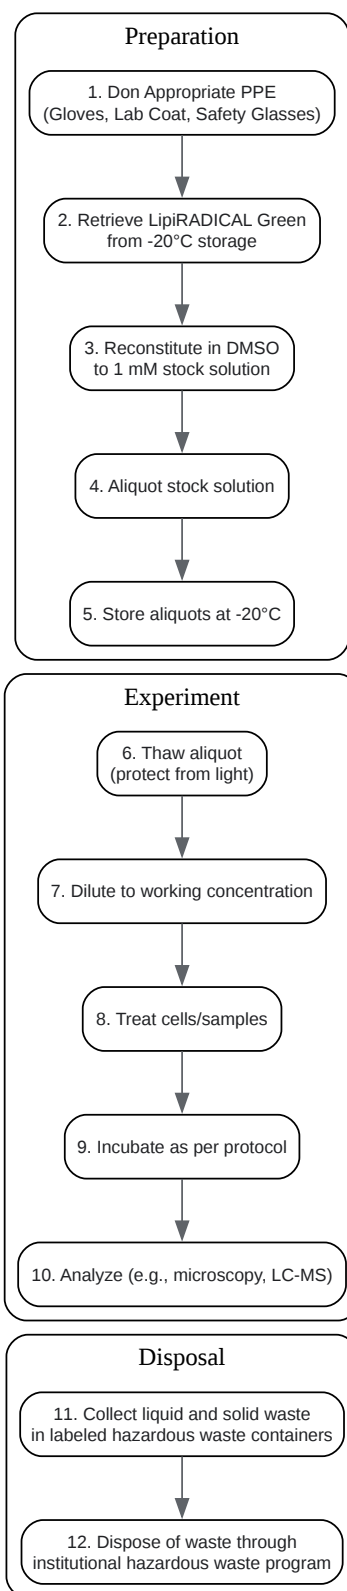 Preparation
1. Don Appropriate PPE
(Gloves, Lab Coat, Safety Glasses)
2. Retrieve LipiRADICAL Green
from -20°C storage
3. Reconstitute in DMSO
to 1 mM stock solution
4. Aliquot stock solution
5. Store aliquots at -20°C
Experiment
6. Thaw aliquot
(protect from light)
7. Dilute to working concentration
8. Treat cells/samples
9. Incubate as per protocol
10. Analyze (e.g., microscopy, LC-MS)
Disposal
11. Collect liquid and solid waste
in labeled hazardous waste containers
12. Dispose of waste through
institutional hazardous waste program